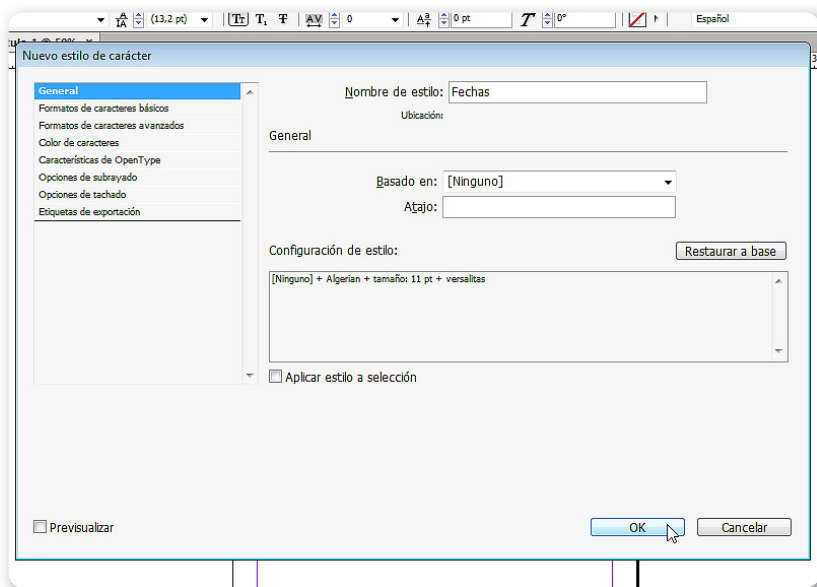 (13,2 pt) 0 0 pt 0° Español
Nuevo estilo de carácter
General
Formatos de caracteres básicos
Formatos de caracteres avanzados
Color de caracteres
Características de OpenType
Opciones de subrayado
Opciones de tachado
Etiquetas de exportación
Nombre de estilo: Fechas
Ubicación:
General
Basado en: [Ninguno]
Atajo:
Configuración de estilo:
Restaurar a base
[Ninguno] + Algerian + tamaño: 11 pt + versalitas
Aplicar estilo a selección
Previsualizar
OK
Cancelar